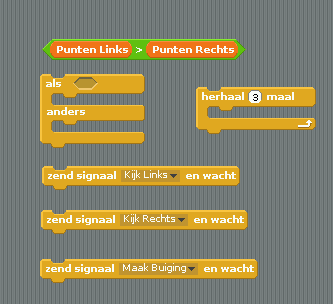 Punten Links > Punten Rechts
als
herhaal 3 maal
anders
zend signaal Kijk Links en wacht
zend signaal Kijk Rechts en wacht
zend signaal Maak Buiging en wacht